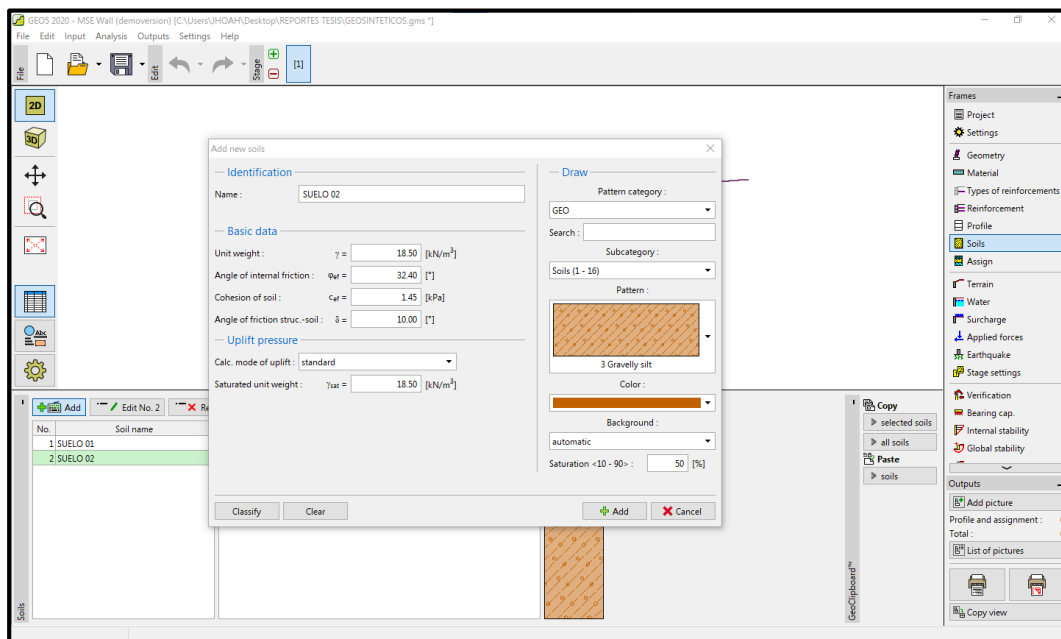 GEO5 2020 - MSE Wall (demoversion) [C:\Users\JHOAH\Desktop\REPORTES TESIS\GEOSINTETICOS.gms *]
File Edit Input Analysis Outputs Settings Help
File
Edit
Stage
[1]
2D
3D
Abc
Add new soils
Identification
Name : SUELO 02
Basic data
Unit weight : γ = 18.50 [kN/m³]
Angle of internal friction : φef = 32.40 [°]
Cohesion of soil : cef = 1.45 [kPa]
Angle of friction struc.-soil : δ = 10.00 [°]
Uplift pressure
Calc. mode of uplift : standard
Saturated unit weight : γsat = 18.50 [kN/m³]
Draw
Pattern category :
GEO
Search :
Subcategory :
Soils (1 - 16)
Pattern :
3 Gravelly silt
Color :
Background :
automatic
Saturation <10 - 90> : 50 [%]
Classify Clear Add Cancel
Add Edit No. 2 Re
No. Soil name
1 SUELO 01
2 SUELO 02
Soils
GeoClipboard™
Copy
selected soils
all soils
Paste
soils
Frames
Project
Settings
Geometry
Material
Types of reinforcements
Reinforcement
Profile
Soils
Assign
Terrain
Water
Surcharge
Applied forces
Earthquake
Stage settings
Verification
Bearing cap.
Internal stability
Global stability
Outputs
Add picture
Profile and assignment :
Total :
List of pictures
Copy view